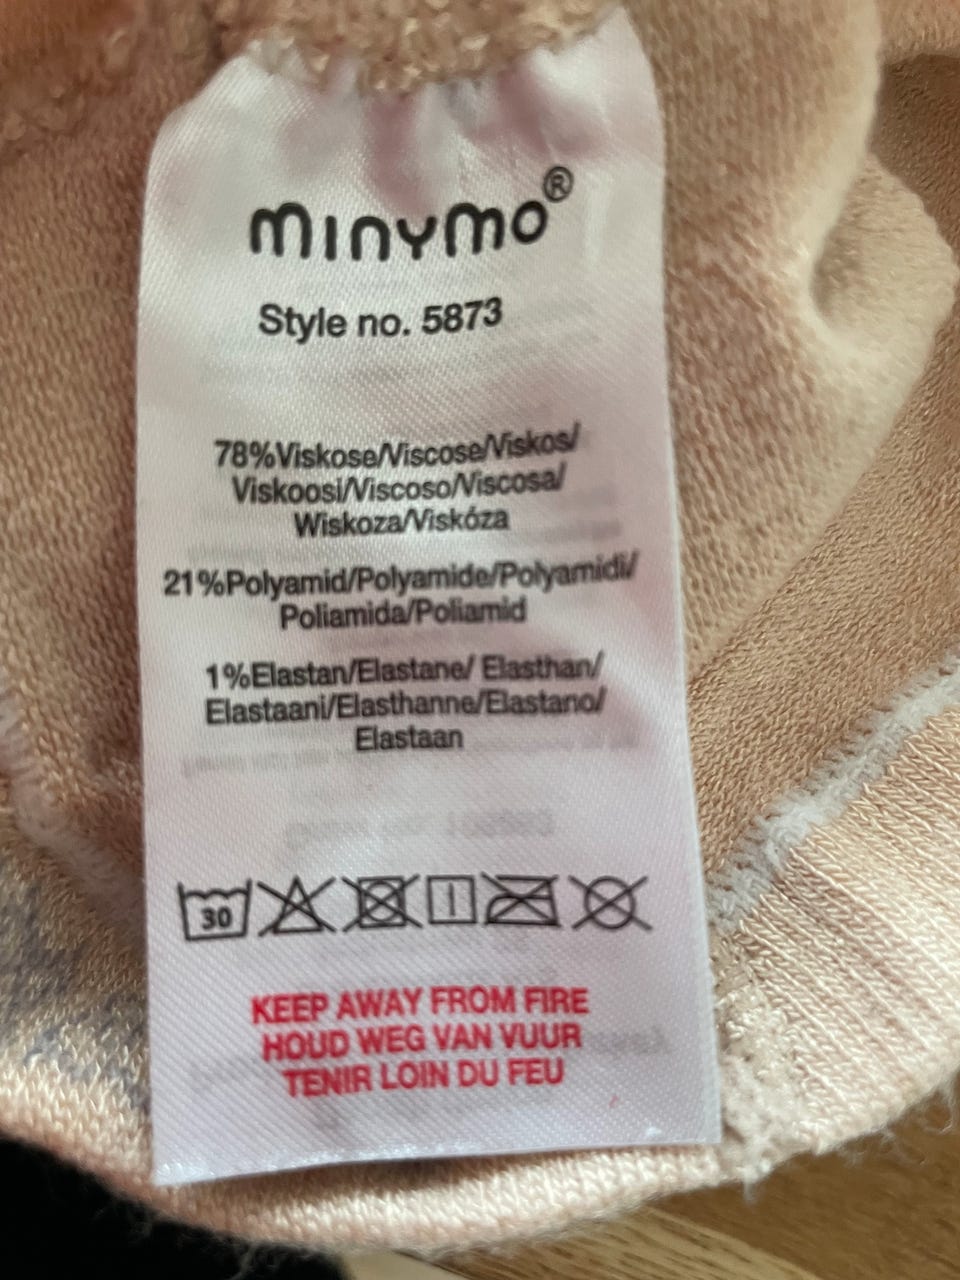 minymo®
Style no. 5873
78%Viskose/Viscose/Viskos/
Viskoosi/Viscoso/Viscosa/
Wiskoza/Viskóza
21%Polyamid/Polyamide/Polyamidi/
Poliamida/Poliamid
1%Elastan/Elastane/ Elasthan/
Elastaani/Elasthanne/Elastano/
Elastaan
30
KEEP AWAY FROM FIRE
HOUD WEG VAN VUUR
TENIR LOIN DU FEU